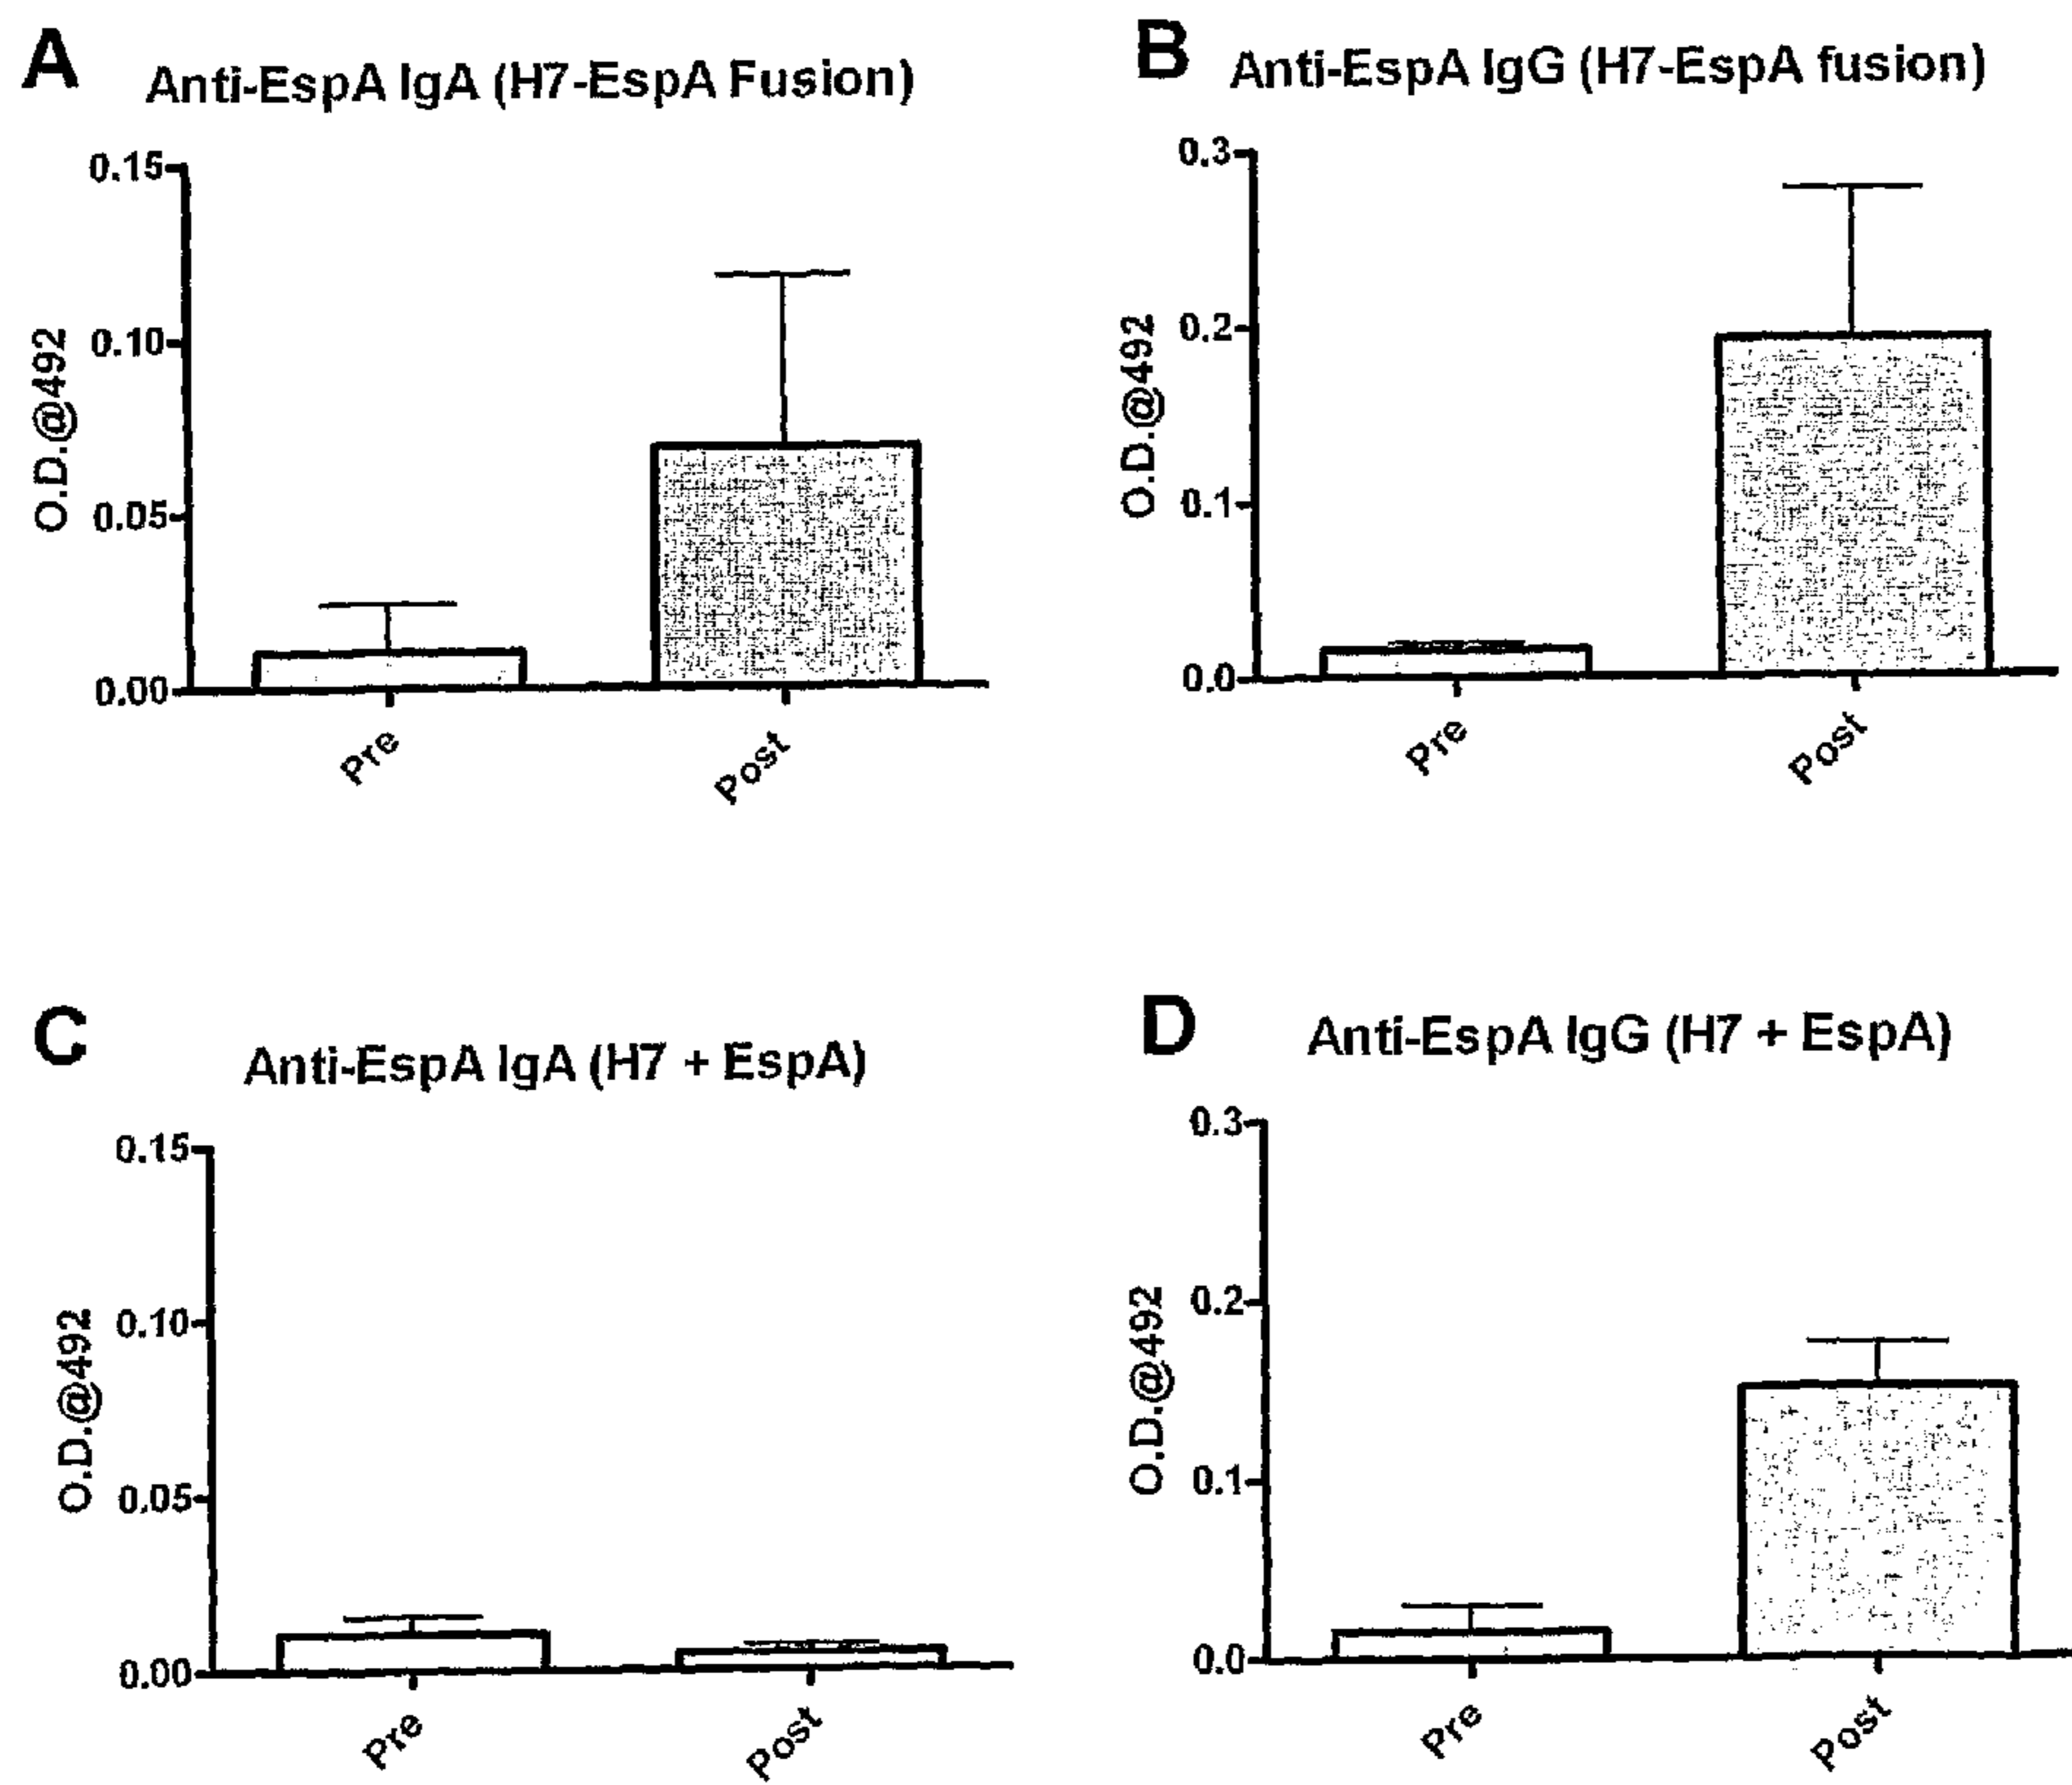 A
Anti-EspA IgA (H7-EspA Fusion)
0.15
0.10
0.05
0.00
O.D.@492
Pre
Post
B
Anti-EspA IgG (H7-EspA fusion)
0.3
0.2
0.1
0.0
O.D.@492
Pre
Post
C
Anti-EspA IgA (H7 + EspA)
0.15
0.10
0.05
0.00
O.D.@492
Pre
Post
D
Anti-EspA IgG (H7 + EspA)
0.3
0.2
0.1
0.0
O.D.@492
Pre
Post